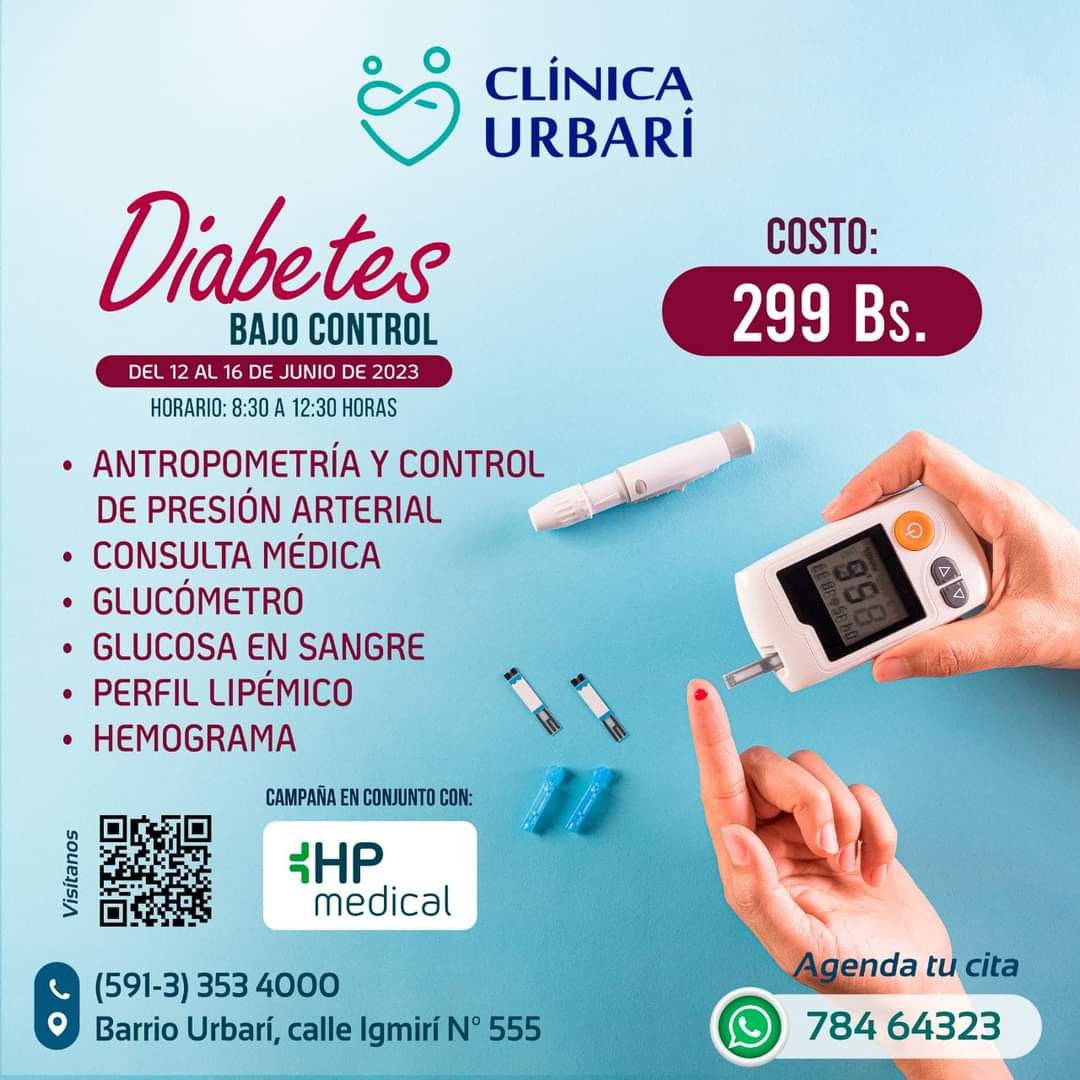 CLÍNICA
URBARÍ
Diabetes
BAJO CONTROL
DEL 12 AL 16 DE JUNIO DE 2023
HORARIO: 8:30 A 12:30 HORAS
COSTO:
299 Bs.
• ANTROPOMETRÍA Y CONTROL
DE PRESIÓN ARTERIAL
• CONSULTA MÉDICA
• GLUCÓMETRO
• GLUCOSA EN SANGRE
• PERFIL LIPÉMICO
• HEMOGRAMA
Visítanos
CAMPAÑA EN CONJUNTO CON:
HP
medical
(591-3) 353 4000
Barrio Urbarí, calle Igmirí N° 555
Agenda tu cita
784 64323